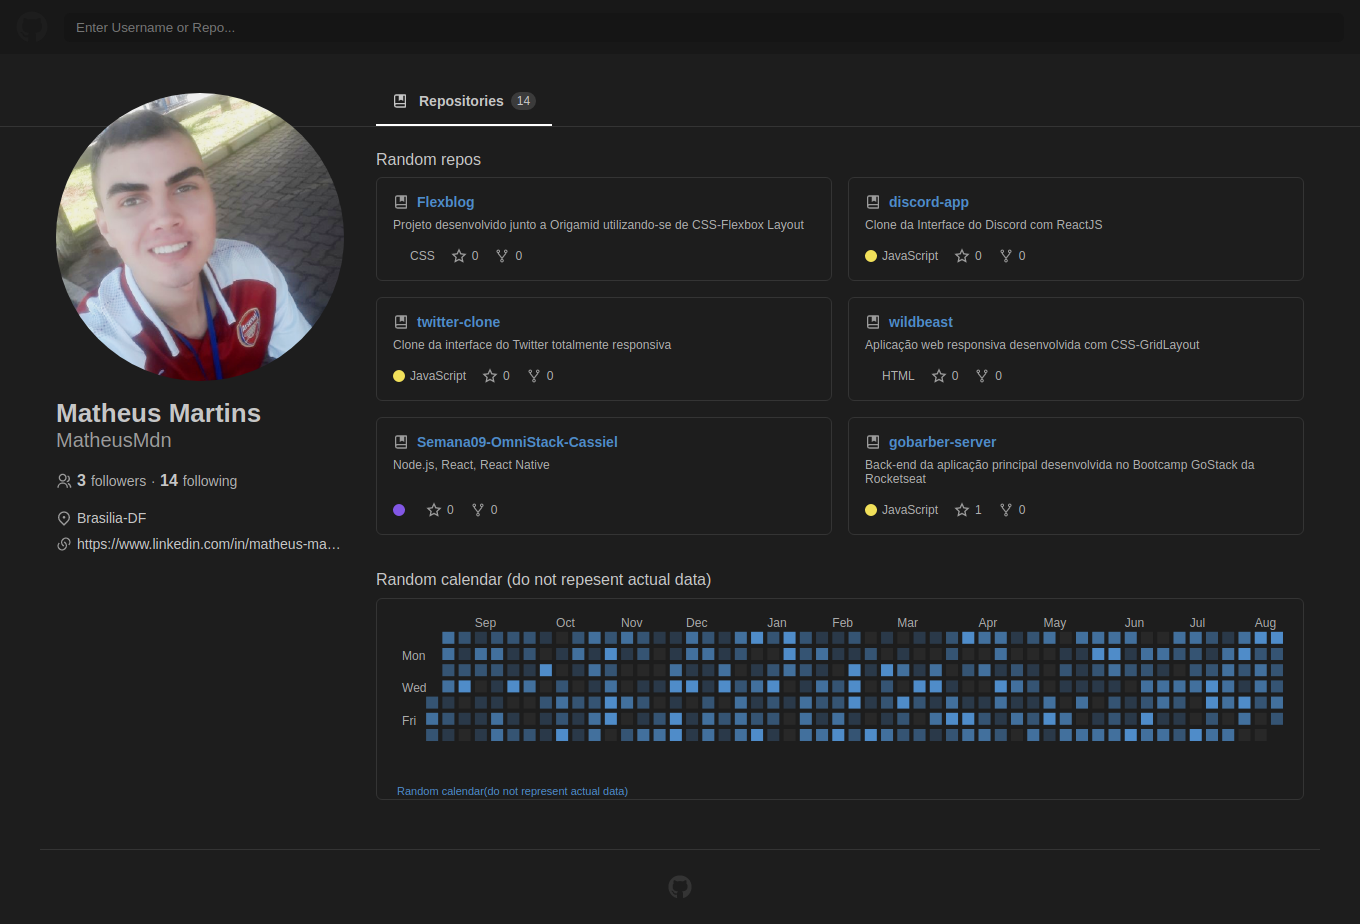 Enter Username or Repo...
Repositories 14
Matheus Martins
MatheusMdn
3 followers · 14 following
Brasilia-DF
https://www.linkedin.com/in/matheus-ma…
Random repos
Flexblog
Projeto desenvolvido junto a Origamid utilizando-se de CSS-Flexbox Layout
CSS 0 0
discord-app
Clone da Interface do Discord com ReactJS
JavaScript 0 0
twitter-clone
Clone da interface do Twitter totalmente responsiva
JavaScript 0 0
wildbeast
Aplicação web responsiva desenvolvida com CSS-GridLayout
HTML 0 0
Semana09-OmniStack-Cassiel
Node.js, React, React Native
0 0
gobarber-server
Back-end da aplicação principal desenvolvida no Bootcamp GoStack da
Rocketseat
JavaScript 1 0
Random calendar (do not repesent actual data)
Sep Oct Nov Dec Jan Feb Mar Apr May Jun Jul Aug
Mon
Wed
Fri
Random calendar(do not represent actual data)